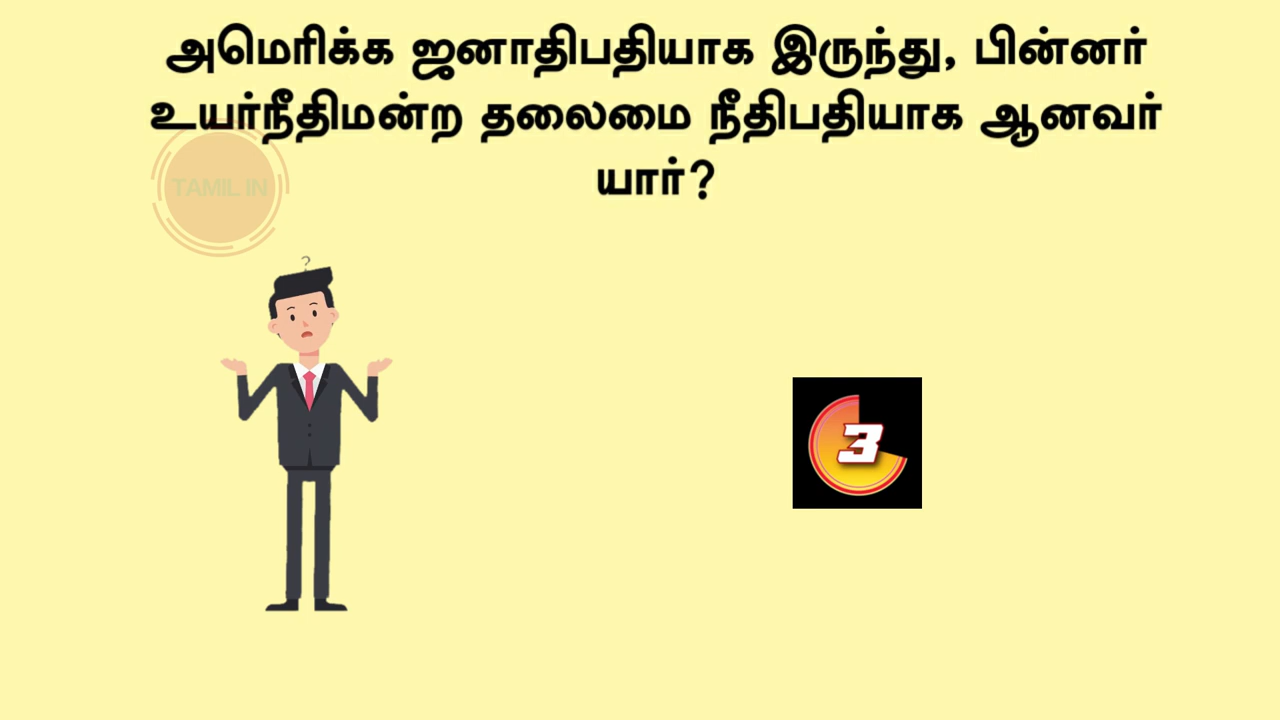 அமெரிக்க ஜனாதிபதியாக இருந்து, பின்னர்
உயர்நீதிமன்ற தலைமை நீதிபதியாக ஆனவர்
யார்?
TAMIL IN
?
3